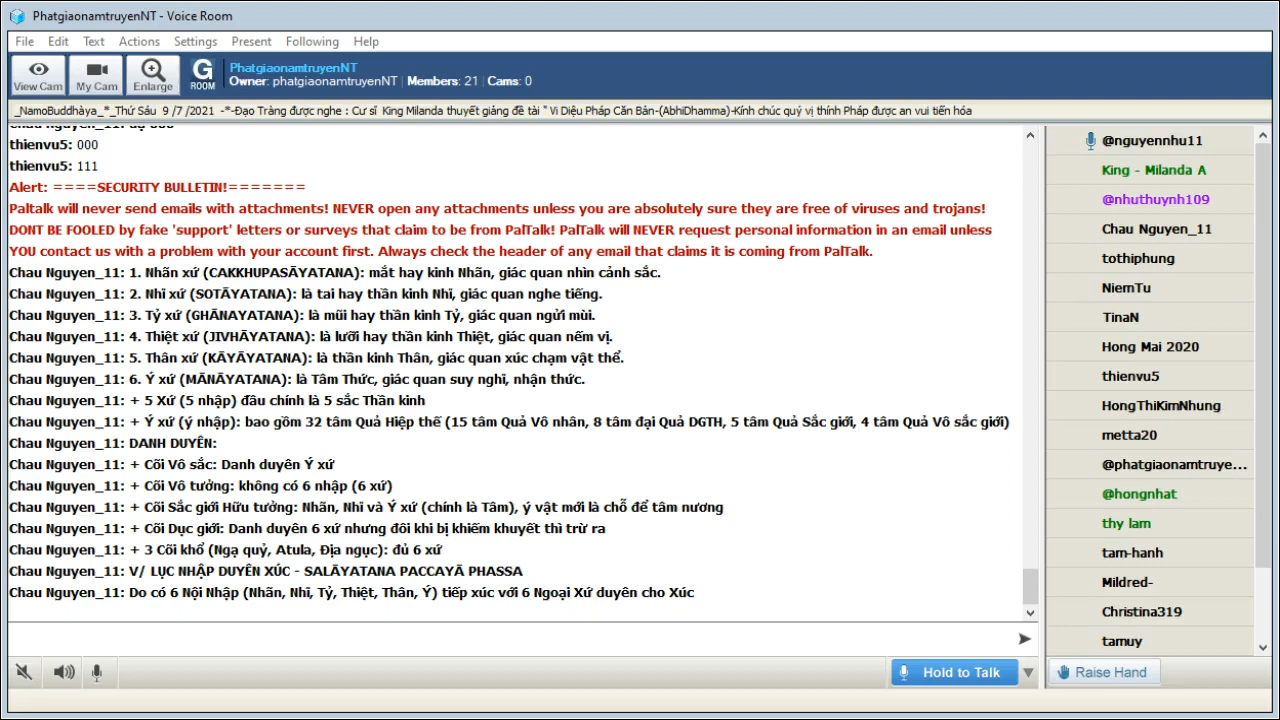 PhatgiaonamtruyenNT - Voice Room
File Edit Text Actions Settings Present Following Help
View Cam My Cam Enlarge G ROOM
PhatgiaonamtruyenNT
Owner: phatgiaonamtruyenNT Members: 21 Cams: 0
_NamoBuddhàya_*_Thứ Sáu 9 /7 /2021 -*-Đạo Tràng được nghe : Cư sĩ King Milanda thuyết giảng đề tài " Vi Diệu Pháp Căn Bản-(AbhiDhamma)-Kính chúc quý vị thính Pháp được an vui tiến hóa
thienvu5: 000
thienvu5: 111
Alert: ====SECURITY BULLETIN!=======
Paltalk will never send emails with attachments! NEVER open any attachments unless you are absolutely sure they are free of viruses and trojans!
DONT BE FOOLED by fake 'support' letters or surveys that claim to be from PalTalk! PalTalk will NEVER request personal information in an email unless
YOU contact us with a problem with your account first. Always check the header of any email that claims it is coming from PalTalk.
Chau Nguyen_11: 1. Nhãn xứ (CAKKHUPASĀYATANA): mắt hay kinh Nhãn, giác quan nhìn cảnh sắc.
Chau Nguyen_11: 2. Nhĩ xứ (SOTĀYATANA): là tai hay thần kinh Nhĩ, giác quan nghe tiếng.
Chau Nguyen_11: 3. Tỷ xứ (GHĀNAYATANA): là mũi hay thần kinh Tỷ, giác quan ngửi mùi.
Chau Nguyen_11: 4. Thiệt xứ (JIVHĀYATANA): là lưỡi hay thần kinh Thiệt, giác quan nếm vị.
Chau Nguyen_11: 5. Thân xứ (KĀYĀYATANA): là thần kinh Thân, giác quan xúc chạm vật thể.
Chau Nguyen_11: 6. Ý xứ (MĀNĀYATANA): là Tâm Thức, giác quan suy nghĩ, nhận thức.
Chau Nguyen_11: + 5 Xứ (5 nhập) đầu chính là 5 sắc Thần kinh
Chau Nguyen_11: + Ý xứ (ý nhập): bao gồm 32 tâm Quả Hiệp thế (15 tâm Quả Vô nhân, 8 tâm đại Quả DGTH, 5 tâm Quả Sắc giới, 4 tâm Quả Vô sắc giới)
Chau Nguyen_11: DANH DUYÊN:
Chau Nguyen_11: + Cõi Vô sắc: Danh duyên Ý xứ
Chau Nguyen_11: + Cõi Vô tưởng: không có 6 nhập (6 xứ)
Chau Nguyen_11: + Cõi Sắc giới Hữu tưởng: Nhãn, Nhĩ và Ý xứ (chính là Tâm), ý vật mới là chỗ để tâm nương
Chau Nguyen_11: + Cõi Dục giới: Danh duyên 6 xứ nhưng đôi khi bị khiếm khuyết thì trừ ra
Chau Nguyen_11: + 3 Cõi khổ (Ngạ quỷ, Atula, Địa ngục): đủ 6 xứ
Chau Nguyen_11: V/ LỤC NHẬP DUYÊN XÚC - SALĀYATANA PACCAYĀ PHASSA
Chau Nguyen_11: Do có 6 Nội Nhập (Nhãn, Nhĩ, Tỷ, Thiệt, Thân, Ý) tiếp xúc với 6 Ngoại Xứ duyên cho Xúc
Hold to Talk
@nguyennhu11
King - Milanda A
@nhuthuynh109
Chau Nguyen_11
tothiphung
NiemTu
TinaN
Hong Mai 2020
thienvu5
HongThiKimNhung
metta20
@phatgiaonamtruye...
@hongnhat
thy lam
tam-hanh
Mildred-
Christina319
tamuy
Raise Hand